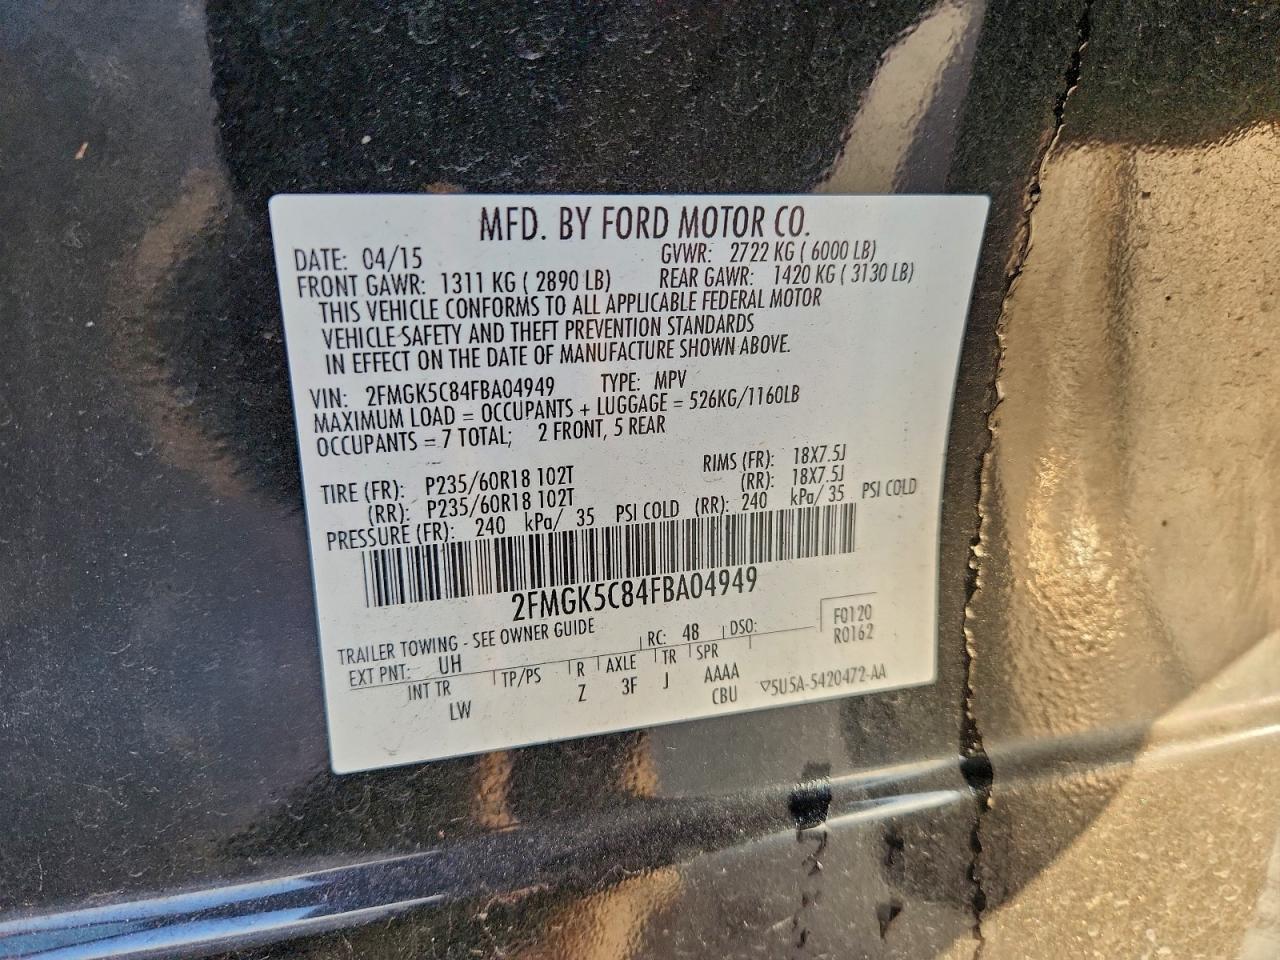 MFD. BY FORD MOTOR CO.
DATE: 04/15 GVWR: 2722 KG ( 6000 LB)
FRONT GAWR: 1311 KG ( 2890 LB) REAR GAWR: 1420 KG ( 3130 LB)
THIS VEHICLE CONFORMS TO ALL APPLICABLE FEDERAL MOTOR
VEHICLE-SAFETY AND THEFT PREVENTION STANDARDS
IN EFFECT ON THE DATE OF MANUFACTURE SHOWN ABOVE.
VIN: 2FMGK5C84FBA04949 TYPE: MPV
MAXIMUM LOAD = OCCUPANTS + LUGGAGE = 526KG/1160LB
OCCUPANTS = 7 TOTAL; 2 FRONT, 5 REAR
TIRE (FR): P235/60R18 102T RIMS (FR): 18X7.5J
(RR): P235/60R18 102T (RR): 18X7.5J
PRESSURE (FR): 240 kPa/ 35 PSI COLD (RR): 240 kPa/ 35 PSI COLD
2FMGK5C84FBA04949
TRAILER TOWING - SEE OWNER GUIDE RC: 48 DSO: F0120
R0162
EXT PNT: UH
INT TR TP/PS R AXLE TR SPR
LW Z 3F J AAAA
CBU ▽5U5A-5420472-AA